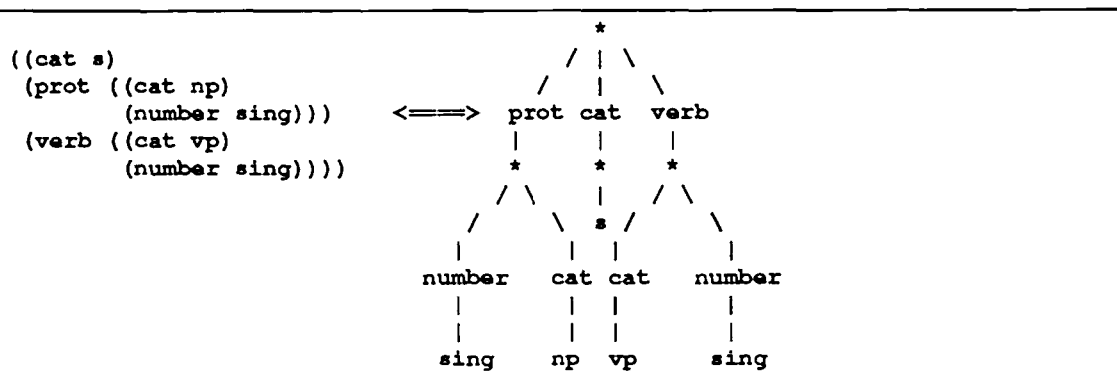 *
((cat s)                                              / | \
 (prot ((cat np)                                     /  |  \
        (number sing)))      <===>   prot cat  verb
 (verb ((cat vp)                      |    |    |
        (number sing))))              *    *    *
                                     / \   |   / \
                                    /   \  s  /   \
                                   |     | |     |
                                number  cat cat  number
                                   |     | |     |
                                   |     | |     |
                                 sing   np vp   sing